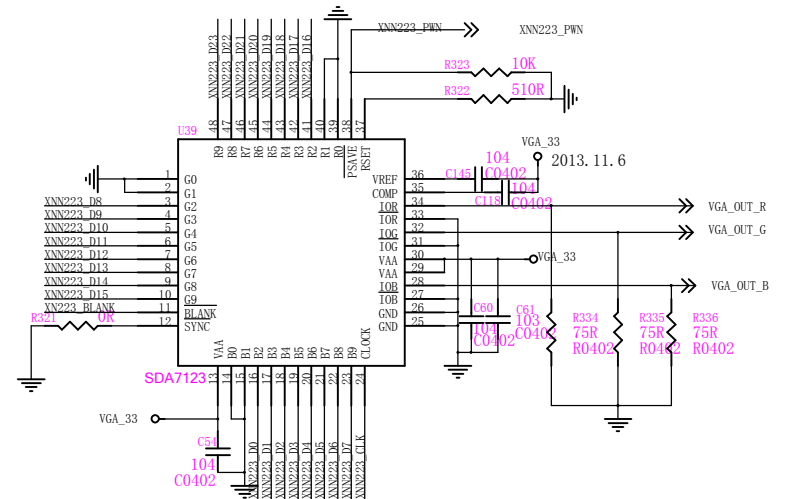 XNN223_PWN
XNN223_PWN
XNN223_D23
XNN223_D22
XNN223_D21
XNN223_D20
XNN223_D19
XNN223_D18
XNN223_D17
XNN223_D16
R323 10K
R322 510R
48 47 46 45 44 43 42 41 40 39 38 37
U39
R9 R8 R7 R6 R5 R4 R3 R2 R1 R0 PSAVE RSET
VGA_33
2013.11.6
1 G0
2 G1
XNN223_D8 3 G2
XNN223_D9 4 G3
XNN223_D10 5 G4
XNN223_D11 6 G5
XNN223_D12 7 G6
XNN223_D13 8 G7
XNN223_D14 9 G8
XNN223_D15 10 G9
XN223_BLANK 11 BLANK
R321 0R 12 SYNC
VREF 36
COMP 35
IOR 34
IOR 33
IOG 32
IOG 31
VAA 30
VAA 29
IOB 28
IOB 27
GND 26
GND 25
C145 104 C0402
C118 104 C0402
VGA_OUT_R
VGA_OUT_G
VGA_33
VGA_OUT_B
C60 104 C0402
C61 103 C0402
R334 75R R0402
R335 75R R0402
R336 75R R0402
VAA B0 B1 B2 B3 B4 B5 B6 B7 B8 B9 CLOCK
SDA7123
13 14 15 16 17 18 19 20 21 22 23 24
VGA_33
C54
104
C0402
XNN223_D0
XNN223_D1
XNN223_D2
XNN223_D3
XNN223_D4
XNN223_D5
XNN223_D6
XNN223_D7
XNN223_CLK